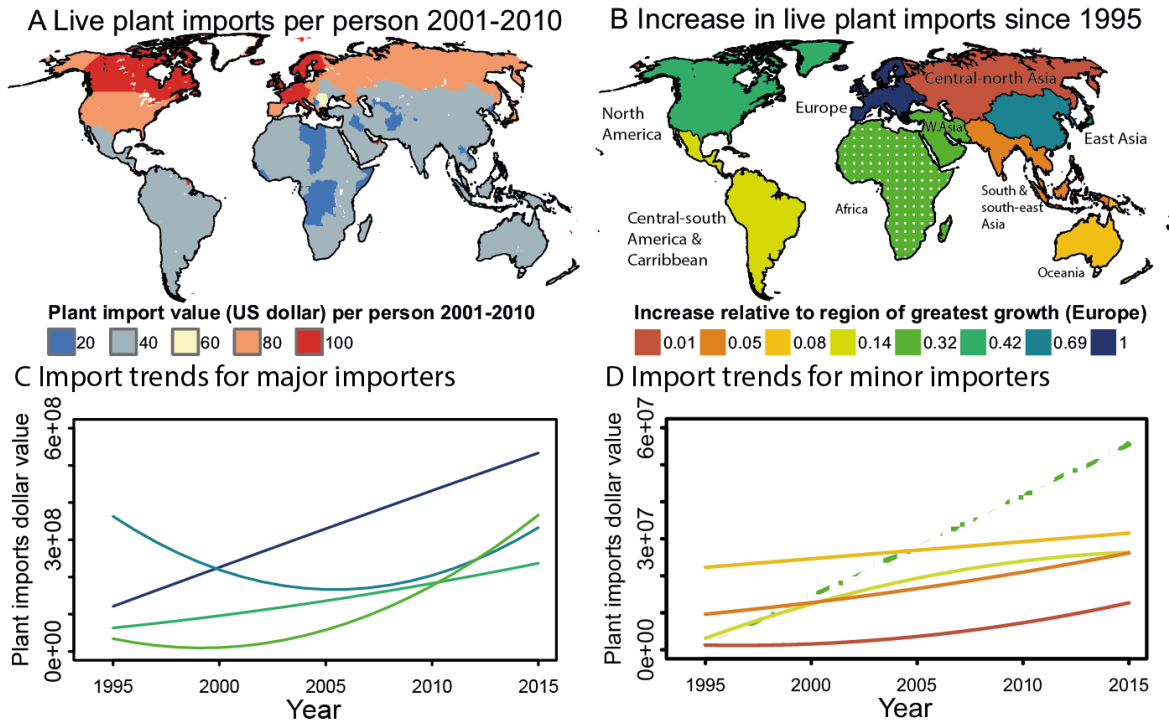 A Live plant imports per person 2001-2010
B Increase in live plant imports since 1995
North
America
Europe
Central-north Asia
W.Asia
East Asia
Central-south
America &
Carribbean
Africa
South &
south-east
Asia
Oceania
Plant import value (US dollar) per person 2001-2010
20 40 60 80 100
Increase relative to region of greatest growth (Europe)
0.01 0.05 0.08 0.14 0.32 0.42 0.69 1
C Import trends for major importers
Plant imports dollar value
6e+08
3e+08
0e+00
1995 2000 2005 2010 2015
Year
D Import trends for minor importers
Plant imports dollar value
6e+07
3e+07
0e+00
1995 2000 2005 2010 2015
Year